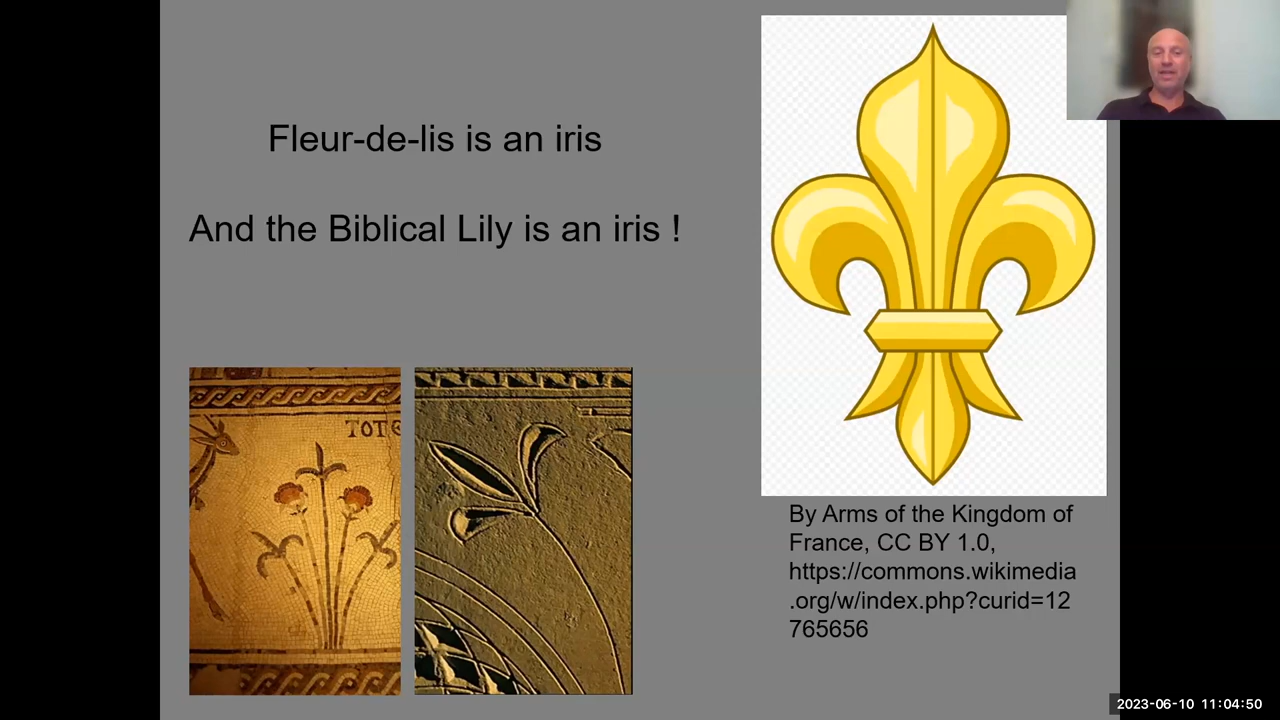 Fleur-de-lis is an iris
And the Biblical Lily is an iris !
ΤΟΤ
By Arms of the Kingdom of
France, CC BY 1.0,
https://commons.wikimedia
.org/w/index.php?curid=12
765656
2023-06-10 11:04:50